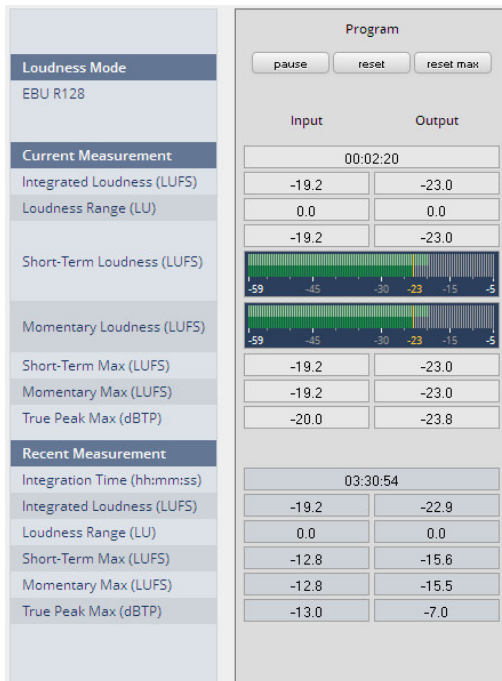 Program
pause reset reset max
Loudness Mode
EBU R128
Input Output
Current Measurement
00:02:20
Integrated Loudness (LUFS) -19.2 -23.0
Loudness Range (LU) 0.0 0.0
-19.2 -23.0
Short-Term Loudness (LUFS)
-59 -45 -30 -23 -15 -5
Momentary Loudness (LUFS)
-59 -45 -30 -23 -15 -5
Short-Term Max (LUFS) -19.2 -23.0
Momentary Max (LUFS) -19.2 -23.0
True Peak Max (dBTP) -20.0 -23.8
Recent Measurement
Integration Time (hh:mm:ss) 03:30:54
Integrated Loudness (LUFS) -19.2 -22.9
Loudness Range (LU) 0.0 0.0
Short-Term Max (LUFS) -12.8 -15.6
Momentary Max (LUFS) -12.8 -15.5
True Peak Max (dBTP) -13.0 -7.0